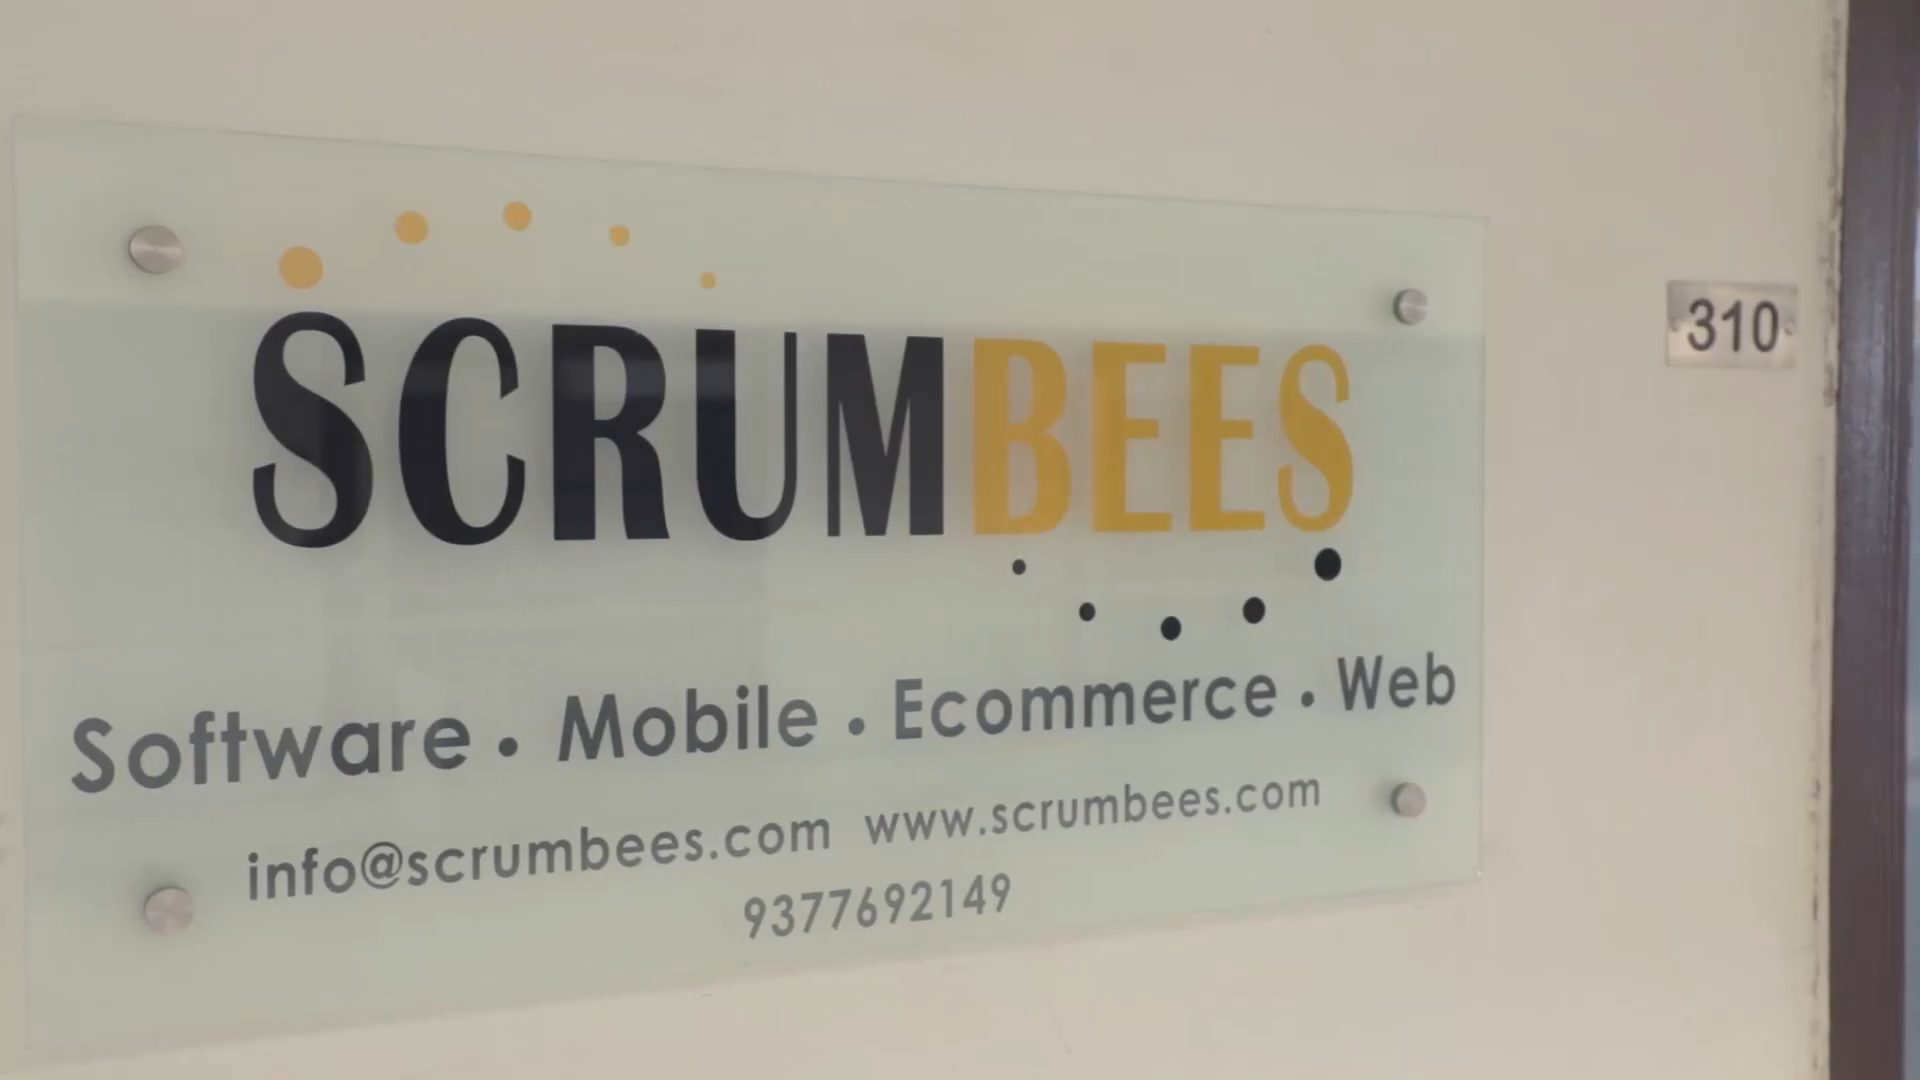 SCRUMBEES
310
Software • Mobile • Ecommerce • Web
info@scrumbees.com www.scrumbees.com
9377692149